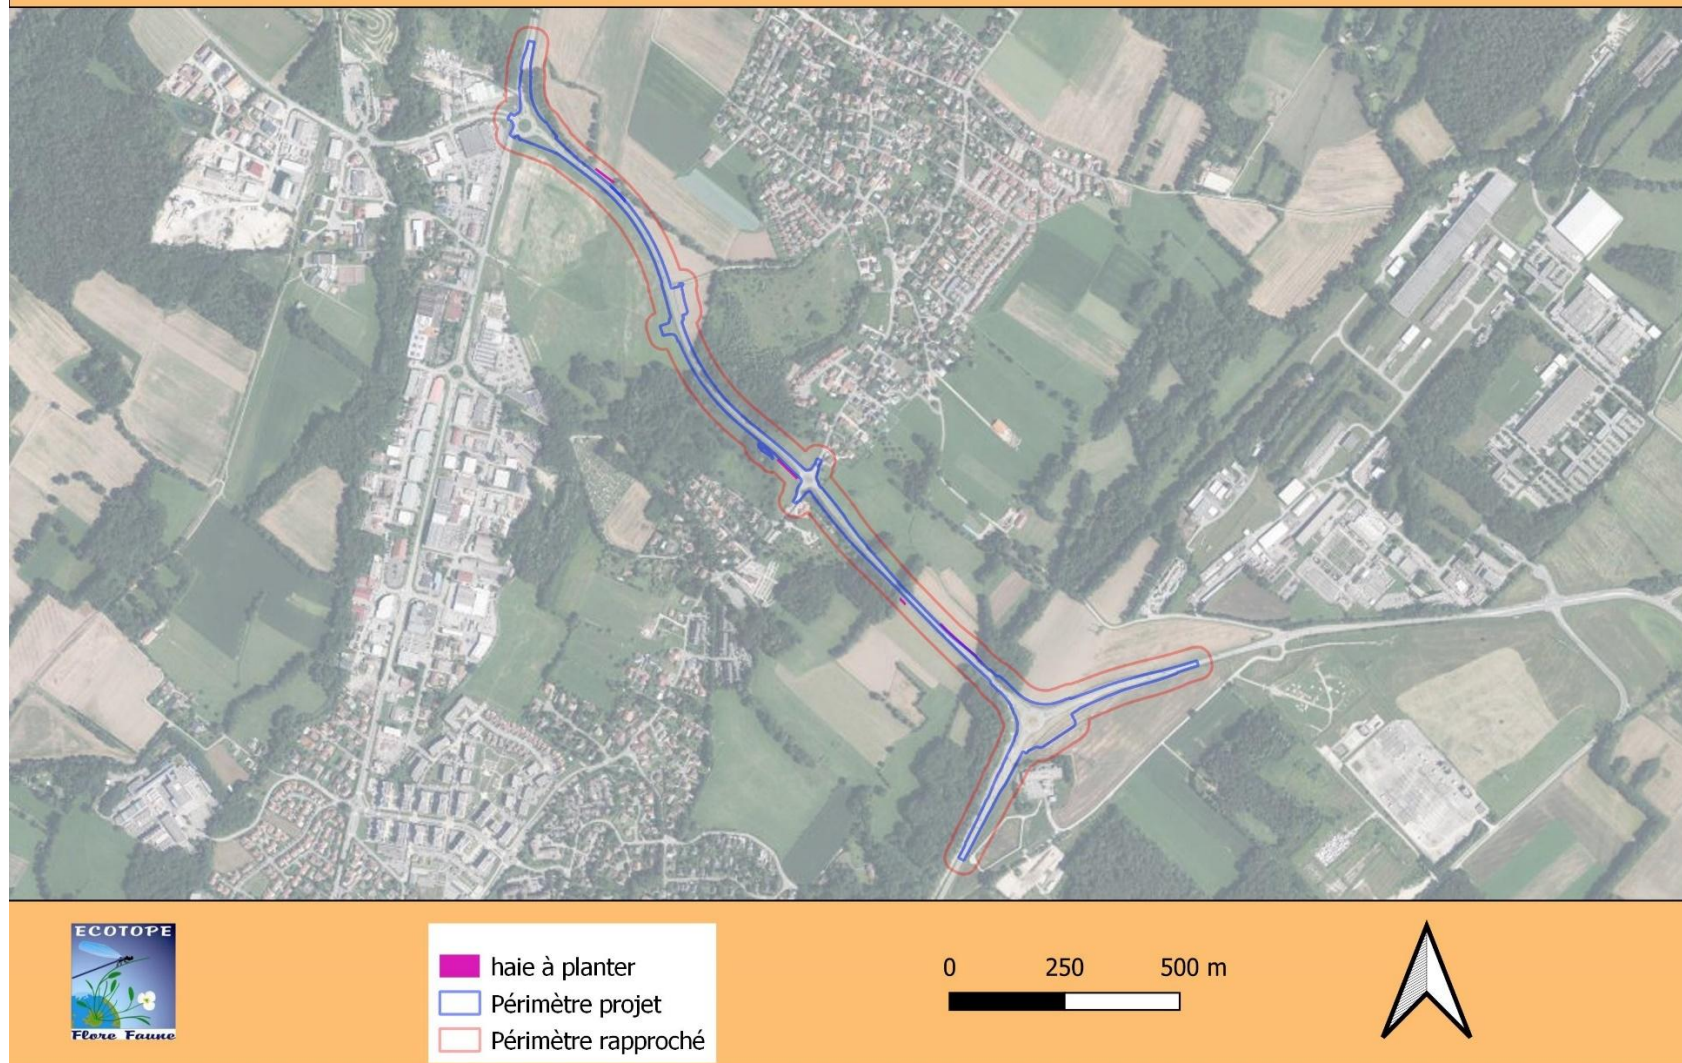 ECOTOPE
Flore Faune
haie à planter
Périmètre projet
Périmètre rapproché
0 250 500 m